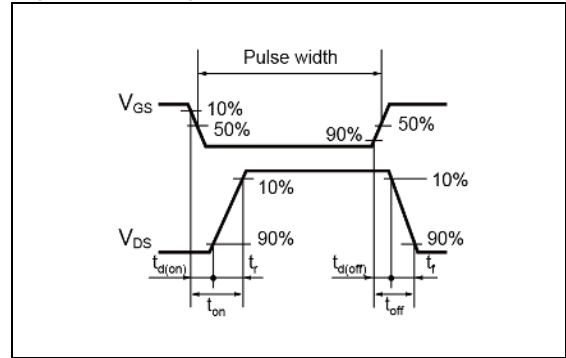 Pulse width
VGS
10%
50%
90%
50%
10%
10%
VDS
90%
90%
td(on)
tr
td(off)
tf
ton
toff